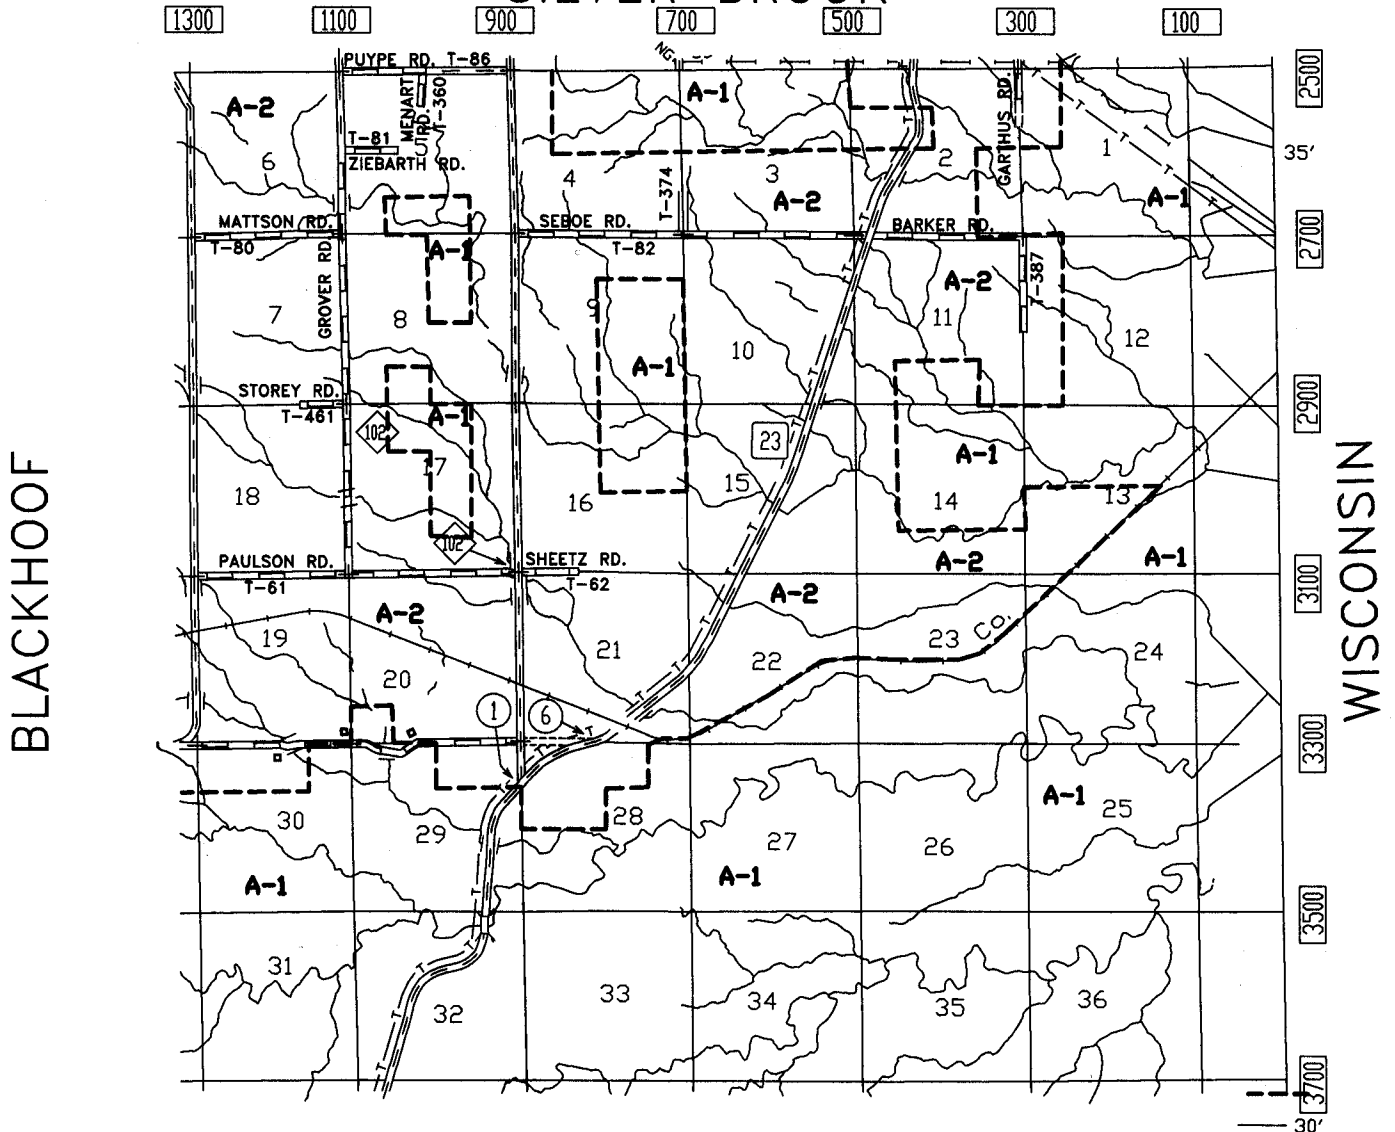 SILVER BROOK
1300 1100 900 700 500 300 100
PUYPE RD. T-86
2500
MENART RD. T-360
A-2
A-1
GARTHUS RD.
T-81
ZIEBARTH RD.
35'
6
4
3
2
1
T-374
A-2
A-1
MATTSON RD.
T-80
SEBOE RD.
T-82
BARKER RD.
2700
GROVER RD.
A-1
A-2
T-387
7
8
9
10
11
12
A-1
STOREY RD.
T-461
A-1
2900
102
23
A-1
BLACKHOOF
WISCONSIN
18
17
16
15
14
13
102
PAULSON RD.
T-61
SHEETZ RD.
T-62
A-2
A-1
3100
A-2
A-2
19
20
21
22
23
Co.
24
1
6
3300
30
29
28
27
26
25
A-1
A-1
A-1
3500
31
32
33
34
35
36
3700
30'